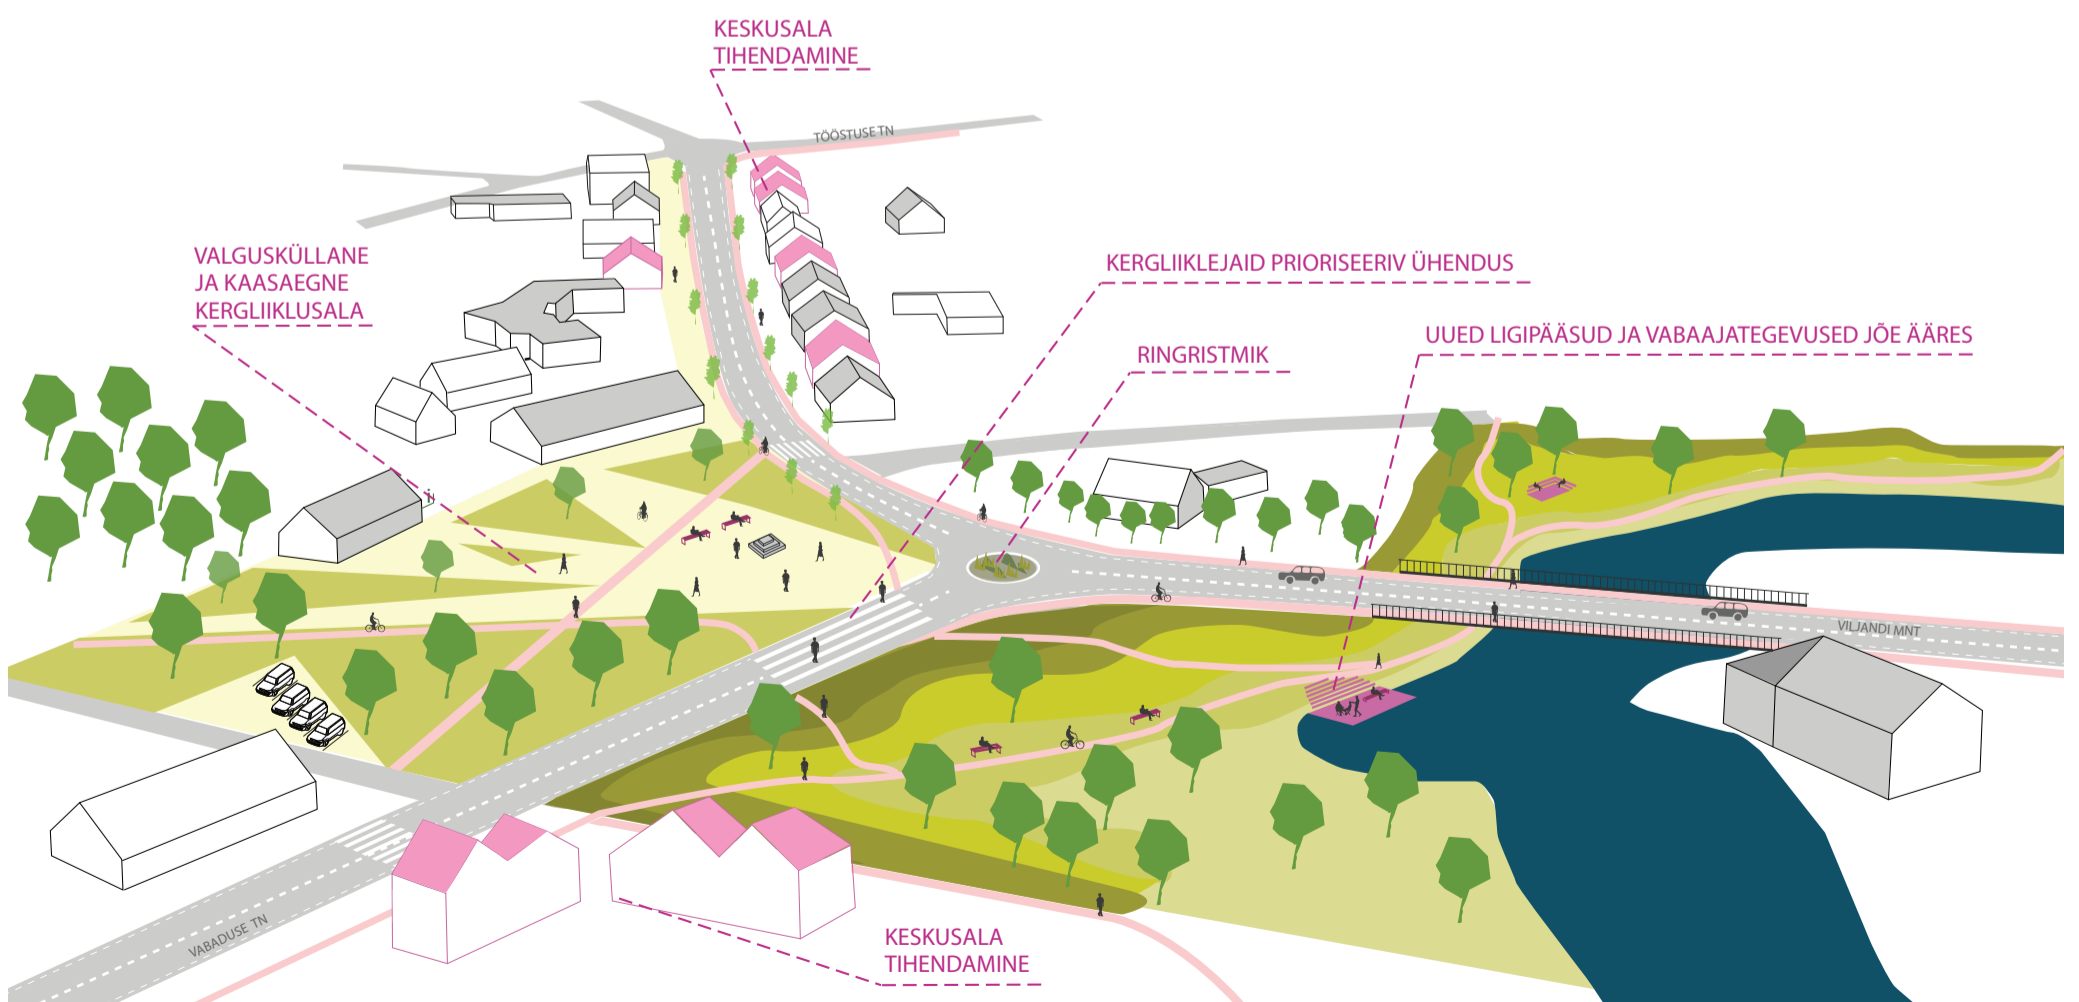 KESKUSALA
TIHENDAMINE
TÖÖSTUSE TN
VALGUSKÜLLANE
JA KAASAEGNE
KERGLIIKLUSALA
KERGLIIKLEJAID PRIORISEERIV ÜHENDUS
UUED LIGIPÄÄSUD JA VABAAJATEGEVUSED JÕE ÄÄRES
RINGRISTMIK
VILJANDI MNT
VABADUSE TN
KESKUSALA
TIHENDAMINE